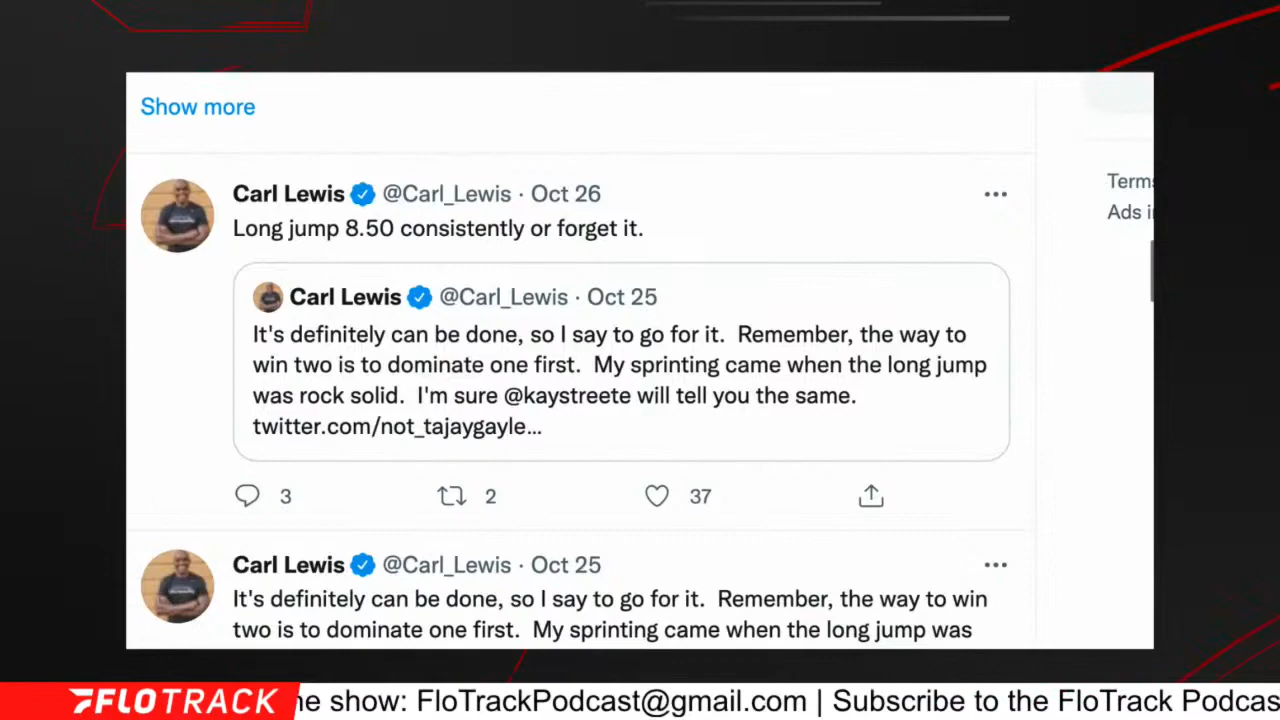 Show more
Carl Lewis @Carl_Lewis · Oct 26
Long jump 8.50 consistently or forget it.
Carl Lewis @Carl_Lewis · Oct 25
It's definitely can be done, so I say to go for it. Remember, the way to
win two is to dominate one first. My sprinting came when the long jump
was rock solid. I'm sure @kaystreete will tell you the same.
twitter.com/not_tajaygayle...
3 2 37
Carl Lewis @Carl_Lewis · Oct 25
It's definitely can be done, so I say to go for it. Remember, the way to win
two is to dominate one first. My sprinting came when the long jump was
Terms
Ads i
FLOTRACK
he show: FloTrackPodcast@gmail.com | Subscribe to the FloTrack Podcas